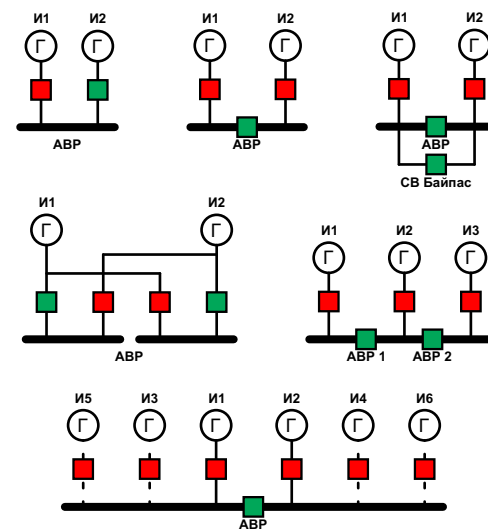 И1 И2 И1 И2 И1 И2
Г Г Г Г Г Г
АВР АВР АВР
СВ Байпас
И1 И2
Г Г
И1 И2 И3
Г Г Г
АВР АВР 1 АВР 2
И5 И3 И1 И2 И4 И6
Г Г Г Г Г Г
АВР